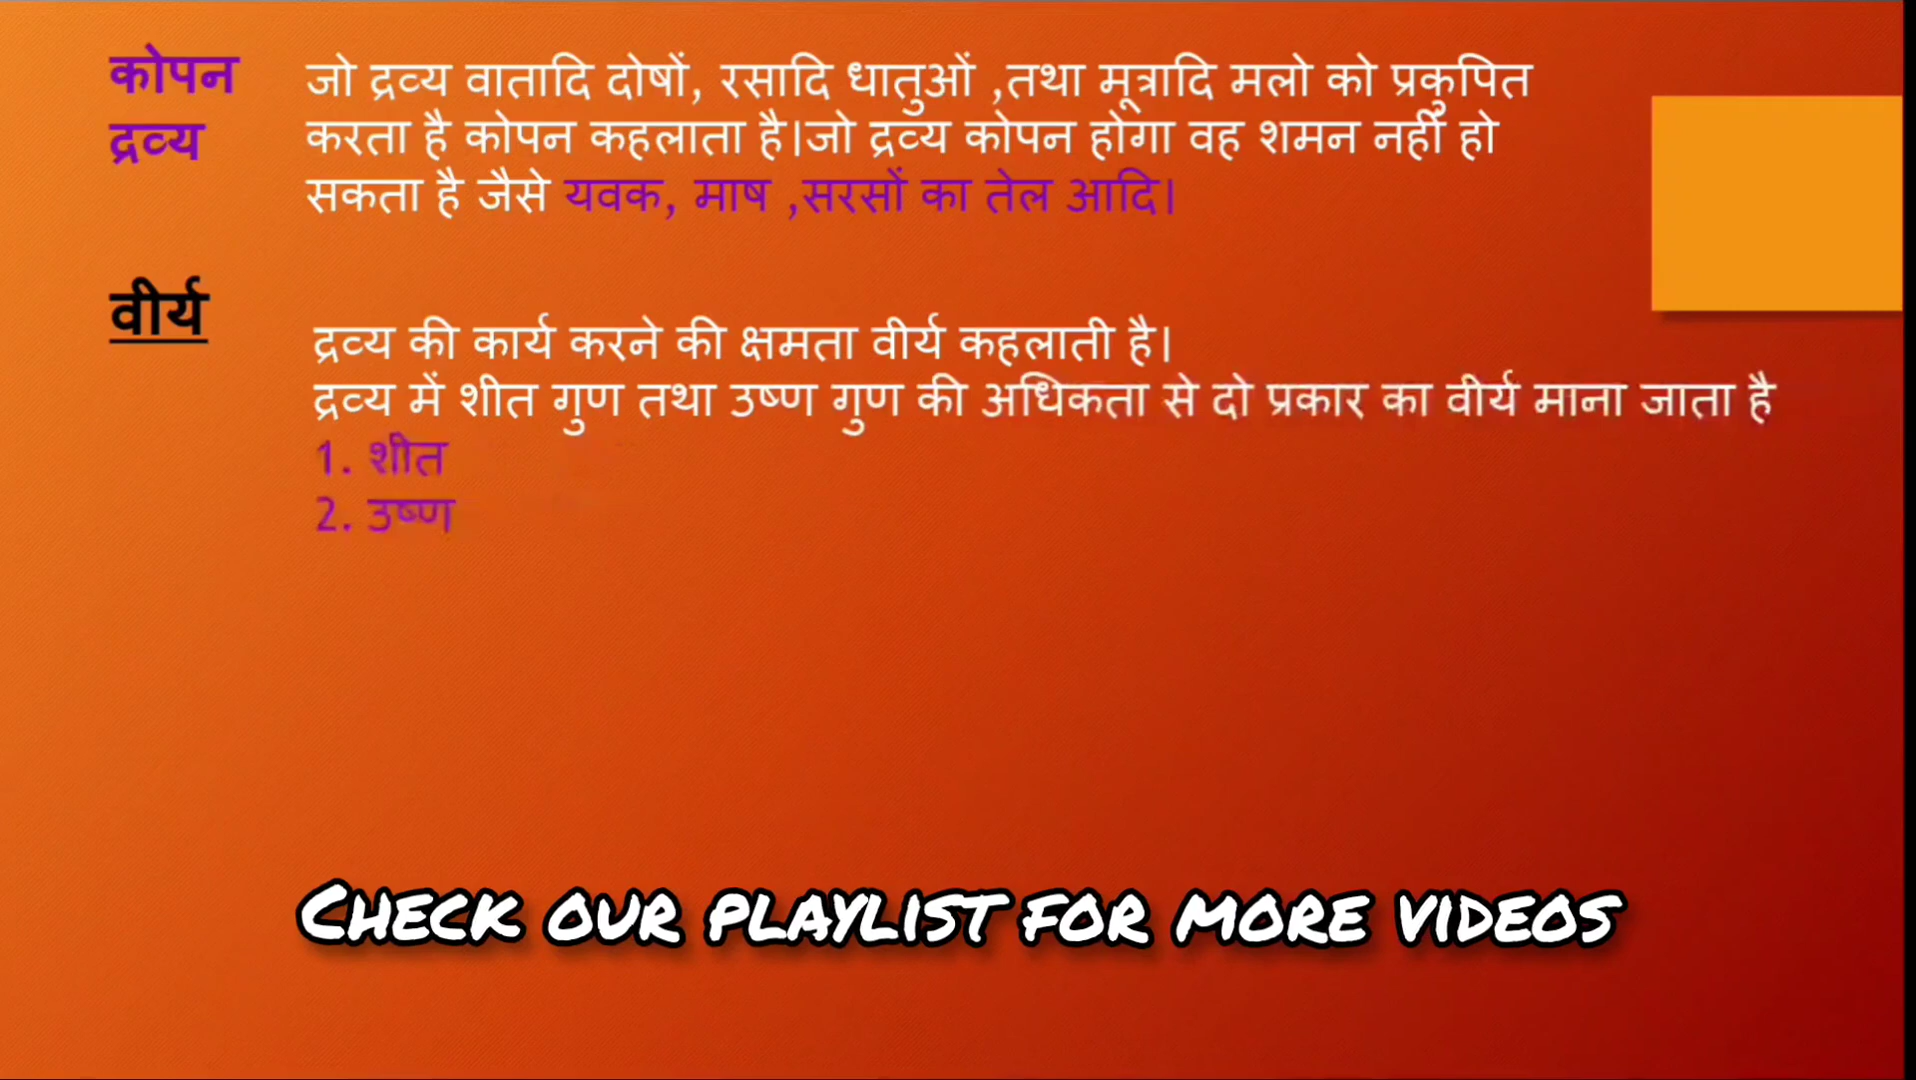 कोपन द्रव्य
जो द्रव्य वातादि दोषों, रसादि धातुओं ,तथा मूत्रादि मलो को प्रकुपित
करता है कोपन कहलाता है।जो द्रव्य कोपन होगा वह शमन नहीं हो
सकता है जैसे यवक, माष ,सरसों का तेल आदि।
वीर्य
द्रव्य की कार्य करने की क्षमता वीर्य कहलाती है।
द्रव्य में शीत गुण तथा उष्ण गुण की अधिकता से दो प्रकार का वीर्य माना जाता है
1. शीत
2. उष्ण
CHECK OUR PLAYLIST FOR MORE VIDEOS